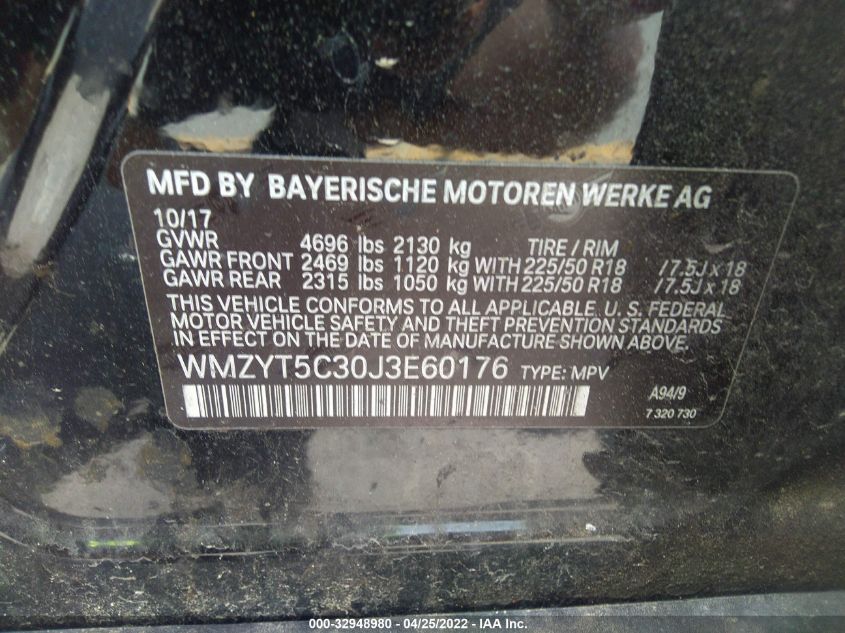 MFD BY BAYERISCHE MOTOREN WERKE AG
10/17
GVWR 4696 lbs 2130 kg TIRE / RIM
GAWR FRONT 2469 lbs 1120 kg WITH 225/50 R18 / 7.5J x 18
GAWR REAR 2315 lbs 1050 kg WITH 225/50 R18 / 7.5J x 18
THIS VEHICLE CONFORMS TO ALL APPLICABLE U. S. FEDERAL
MOTOR VEHICLE SAFETY AND THEFT PREVENTION STANDARDS
IN EFFECT ON THE DATE OF MANUFACTURE SHOWN ABOVE.
WMZYT5C30J3E60176 TYPE: MPV
A94/9
7 320 730
000-32948980 - 04/25/2022 - IAA Inc.